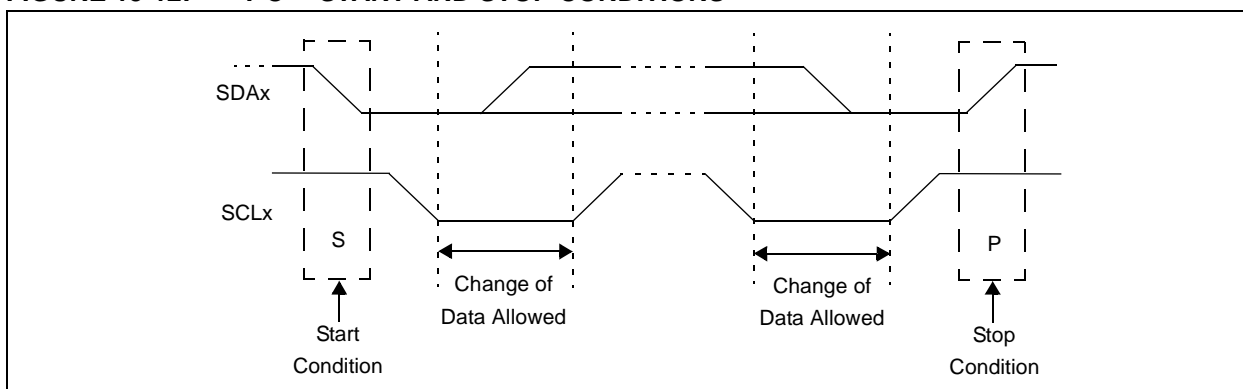 SDAx
SCLx
S
P
Change of
Data Allowed
Change of
Data Allowed
Start
Condition
Stop
Condition